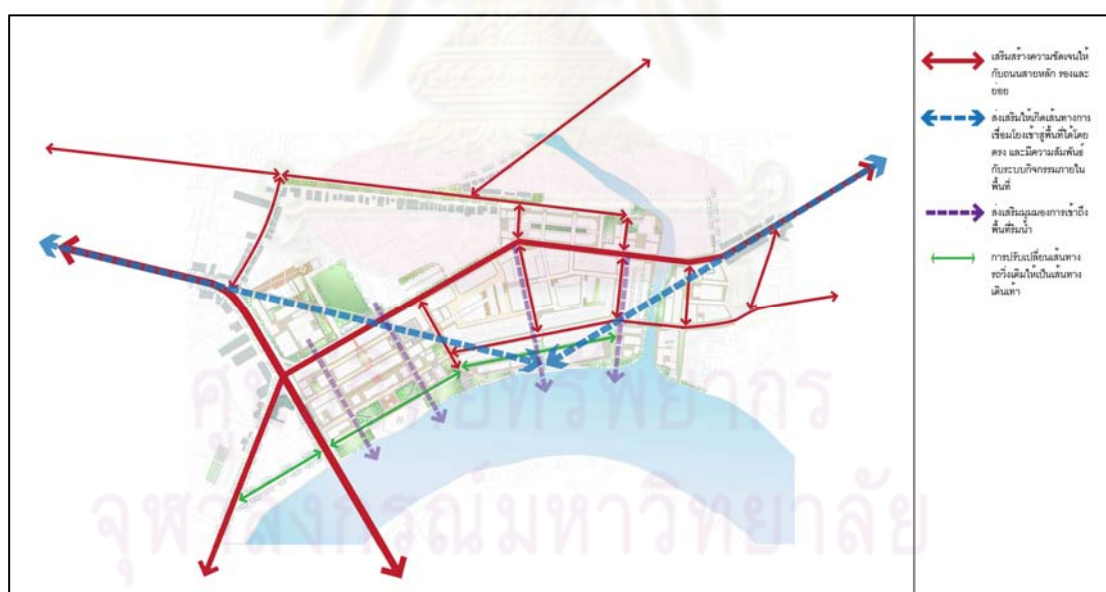 เสริมสร้างความชัดเจนให้
กับถนนสายหลัก รองและ
ย่อย
ส่งเสริมให้เกิดเส้นทางการ
เชื่อมโยงเข้าสู่พื้นที่ได้โดย
ตรง และมีความสัมพันธ์
กับระบบกิจกรรมภายใน
พื้นที่
ส่งเสริมมุมมองการเข้าถึง
พื้นที่ริมน้ำ
การปรับเปลี่ยนเส้นทาง
รถวิ่งเดิมให้เป็นเส้นทาง
เดินเท้า
ศูนย์วิทยทรัพยากร
จุฬาลงกรณ์มหาวิทยาลัย